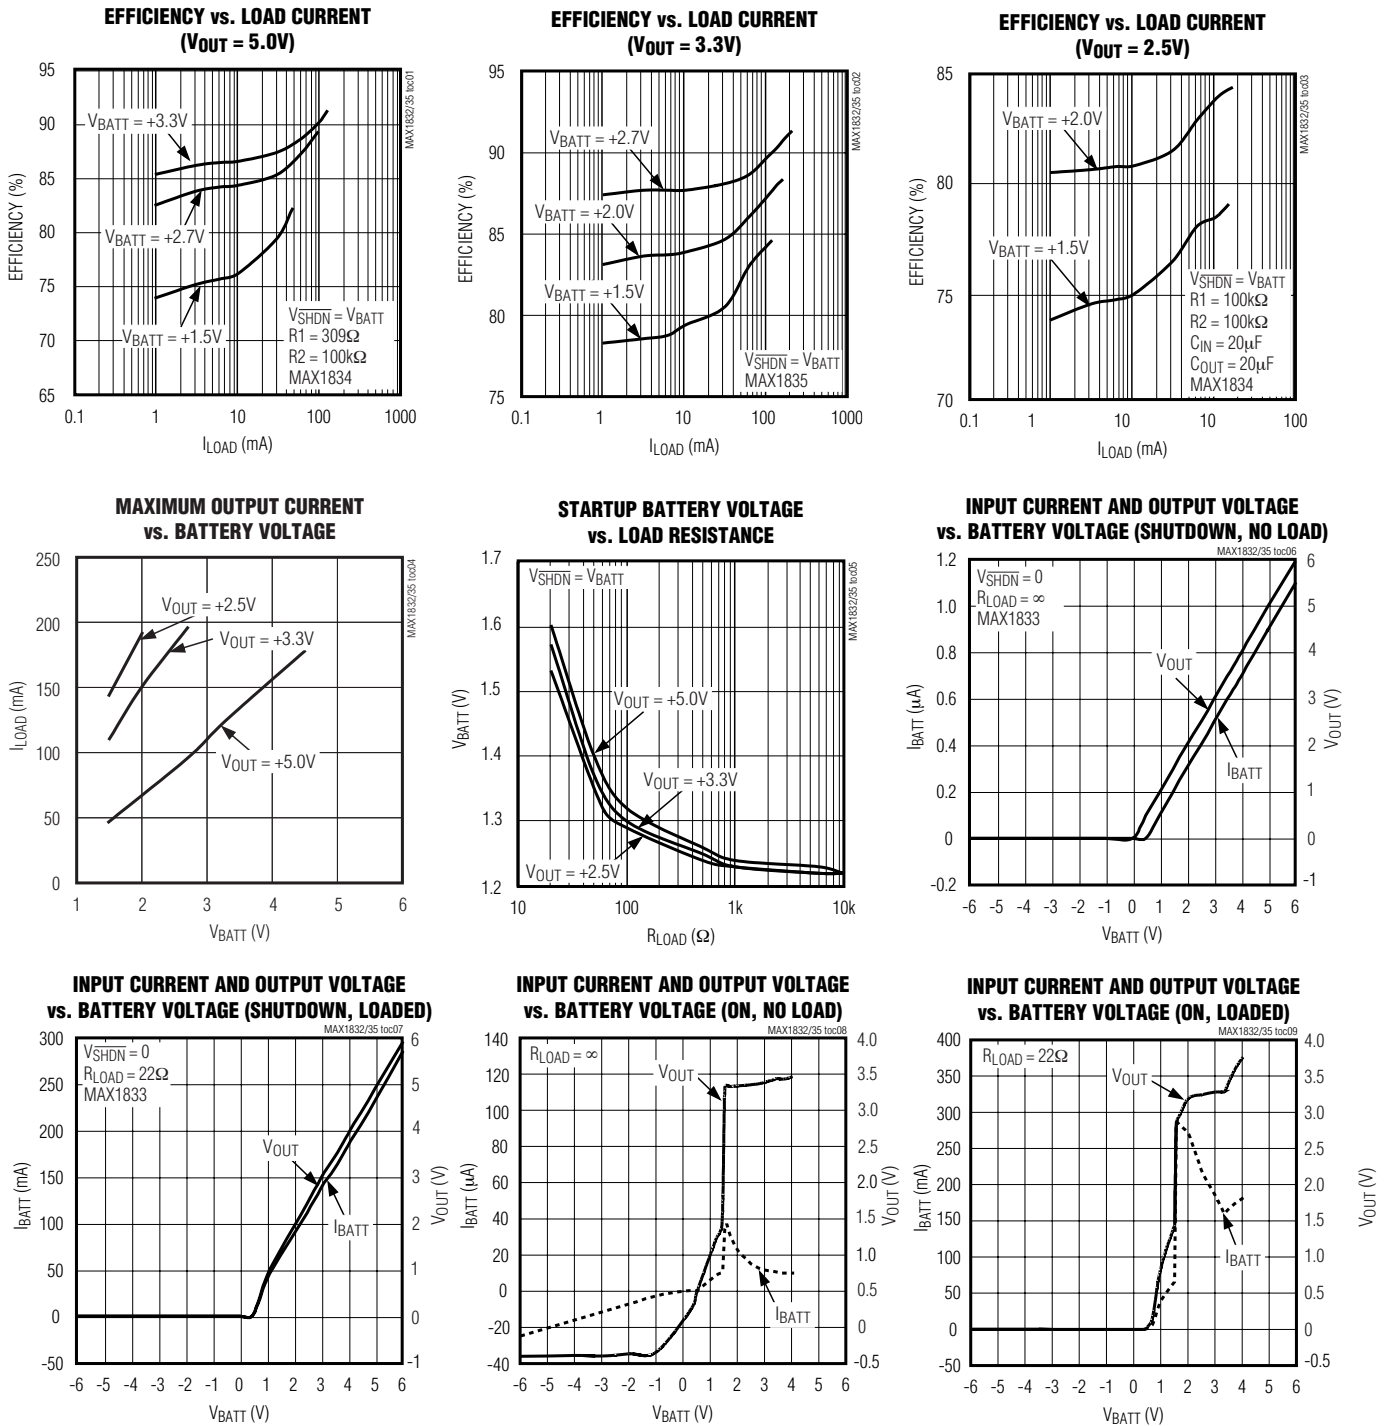 EFFICIENCY vs. LOAD CURRENT
(VOUT = 5.0V)
MAX1832/35 toc01
95
90
85
80
75
70
65
EFFICIENCY (%)
VBATT = +3.3V
VBATT = +2.7V
VBATT = +1.5V
VSHDN = VBATT
R1 = 309Ω
R2 = 100kΩ
MAX1834
0.1 1 10 100 1000
ILOAD (mA)
EFFICIENCY vs. LOAD CURRENT
(VOUT = 3.3V)
MAX1832/35 toc02
95
90
85
80
75
EFFICIENCY (%)
VBATT = +2.7V
VBATT = +2.0V
VBATT = +1.5V
VSHDN = VBATT
MAX1835
0.1 1 10 100 1000
ILOAD (mA)
EFFICIENCY vs. LOAD CURRENT
(VOUT = 2.5V)
MAX1832/35 toc03
85
80
75
70
EFFICIENCY (%)
VBATT = +2.0V
VBATT = +1.5V
VSHDN = VBATT
R1 = 100kΩ
R2 = 100kΩ
CIN = 20µF
COUT = 20µF
MAX1834
0.1 1 10 10 100
ILOAD (mA)
MAXIMUM OUTPUT CURRENT
vs. BATTERY VOLTAGE
MAX1832/35 toc04
250
200
150
100
50
0
ILOAD (mA)
VOUT = +2.5V
VOUT = +3.3V
VOUT = +5.0V
1 2 3 4 5 6
VBATT (V)
STARTUP BATTERY VOLTAGE
vs. LOAD RESISTANCE
MAX1832/35 toc05
1.7
1.6
1.5
1.4
1.3
1.2
VBATT (V)
VSHDN = VBATT
VOUT = +5.0V
VOUT = +3.3V
VOUT = +2.5V
10 100 1k 10k
RLOAD (Ω)
INPUT CURRENT AND OUTPUT VOLTAGE
vs. BATTERY VOLTAGE (SHUTDOWN, NO LOAD)
MAX1832/35 toc06
1.2
1.0
0.8
0.6
0.4
0.2
0
-0.2
IBATT (µA)
VSHDN = 0
RLOAD = ∞
MAX1833
VOUT
IBATT
6
5
4
3
2
1
0
-1
VOUT (V)
-6 -5 -4 -3 -2 -1 0 1 2 3 4 5 6
VBATT (V)
INPUT CURRENT AND OUTPUT VOLTAGE
vs. BATTERY VOLTAGE (SHUTDOWN, LOADED)
MAX1832/35 toc07
300
250
200
150
100
50
0
-50
IBATT (mA)
VSHDN = 0
RLOAD = 22Ω
MAX1833
VOUT
IBATT
6
5
4
3
2
1
0
-1
VOUT (V)
-6 -5 -4 -3 -2 -1 0 1 2 3 4 5 6
VBATT (V)
INPUT CURRENT AND OUTPUT VOLTAGE
vs. BATTERY VOLTAGE (ON, NO LOAD)
MAX1832/35 toc08
140
120
100
80
60
40
20
0
-20
-40
IBATT (µA)
RLOAD = ∞
VOUT
IBATT
4.0
3.5
3.0
2.5
2.0
1.5
1.0
0.5
0
-0.5
VOUT (V)
-6 -5 -4 -3 -2 -1 0 1 2 3 4 5 6
VBATT (V)
INPUT CURRENT AND OUTPUT VOLTAGE
vs. BATTERY VOLTAGE (ON, LOADED)
MAX1832/35 toc09
400
350
300
250
200
150
100
50
0
-50
IBATT (mA)
RLOAD = 22Ω
VOUT
IBATT
4.0
3.5
3.0
2.5
2.0
1.5
1.0
0.5
0
-0.5
VOUT (V)
-6 -5 -4 -3 -2 -1 0 1 2 3 4 5 6
VBATT (V)